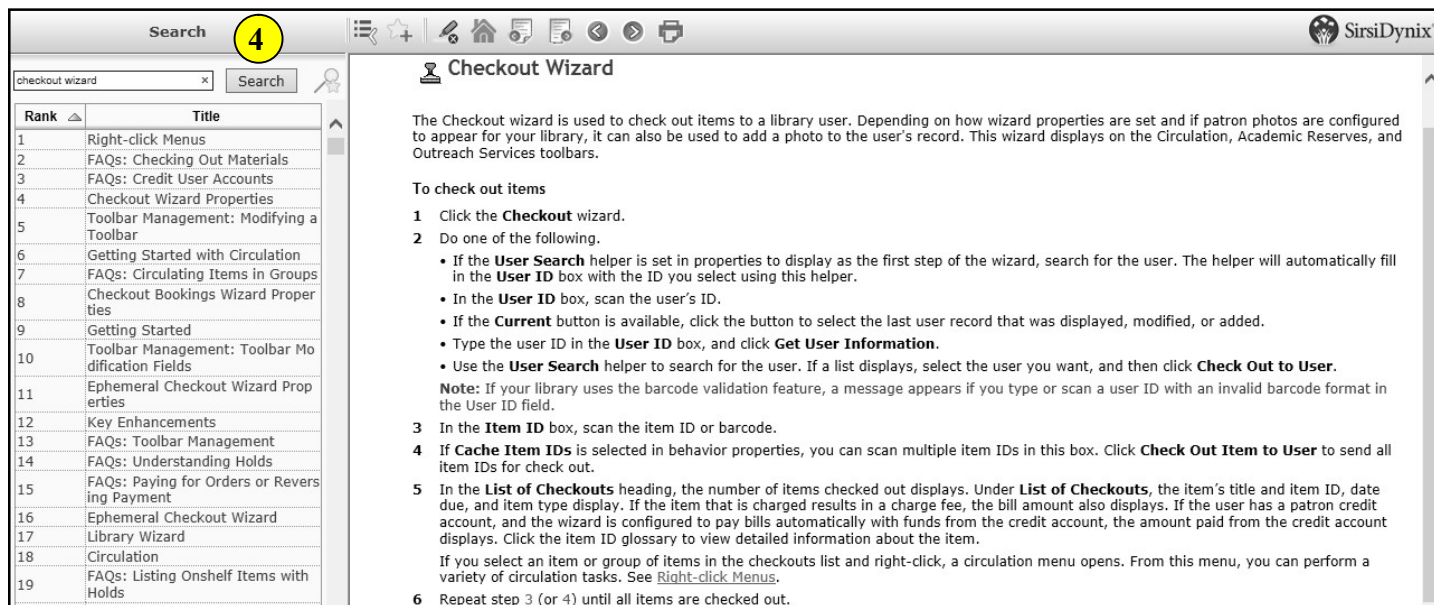 Search
4
SirsiDynix
checkout wizard × Search
Rank Title
1 Right-click Menus
2 FAQs: Checking Out Materials
3 FAQs: Credit User Accounts
4 Checkout Wizard Properties
5 Toolbar Management: Modifying a
Toolbar
6 Getting Started with Circulation
7 FAQs: Circulating Items in Groups
8 Checkout Bookings Wizard Proper
ties
9 Getting Started
10 Toolbar Management: Toolbar Mo
dification Fields
11 Ephemeral Checkout Wizard Prop
erties
12 Key Enhancements
13 FAQs: Toolbar Management
14 FAQs: Understanding Holds
15 FAQs: Paying for Orders or Revers
ing Payment
16 Ephemeral Checkout Wizard
17 Library Wizard
18 Circulation
19 FAQs: Listing Onshelf Items with
Holds
Checkout Wizard
The Checkout wizard is used to check out items to a library user. Depending on how wizard properties are set and if patron photos are configured
to appear for your library, it can also be used to add a photo to the user's record. This wizard displays on the Circulation, Academic Reserves, and
Outreach Services toolbars.
To check out items
1 Click the Checkout wizard.
2 Do one of the following.
• If the User Search helper is set in properties to display as the first step of the wizard, search for the user. The helper will automatically fill
in the User ID box with the ID you select using this helper.
• In the User ID box, scan the user's ID.
• If the Current button is available, click the button to select the last user record that was displayed, modified, or added.
• Type the user ID in the User ID box, and click Get User Information.
• Use the User Search helper to search for the user. If a list displays, select the user you want, and then click Check Out to User.
Note: If your library uses the barcode validation feature, a message appears if you type or scan a user ID with an invalid barcode format in
the User ID field.
3 In the Item ID box, scan the item ID or barcode.
4 If Cache Item IDs is selected in behavior properties, you can scan multiple item IDs in this box. Click Check Out Item to User to send all
item IDs for check out.
5 In the List of Checkouts heading, the number of items checked out displays. Under List of Checkouts, the item's title and item ID, date
due, and item type display. If the item that is charged results in a charge fee, the bill amount also displays. If the user has a patron credit
account, and the wizard is configured to pay bills automatically with funds from the credit account, the amount paid from the credit account
displays. Click the item ID glossary to view detailed information about the item.
If you select an item or group of items in the checkouts list and right-click, a circulation menu opens. From this menu, you can perform a
variety of circulation tasks. See Right-click Menus.
6 Repeat step 3 (or 4) until all items are checked out.